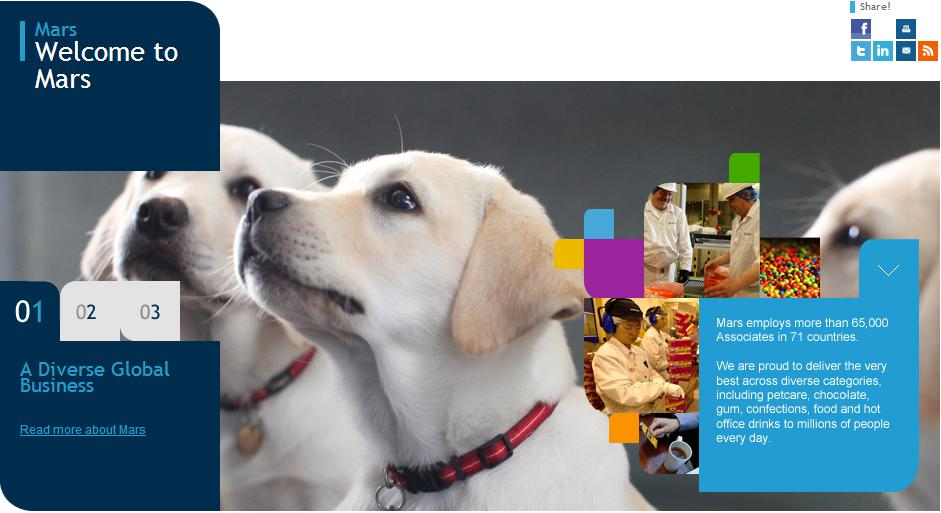 Mars
Welcome to
Mars
Share!
01
02
03
A Diverse Global
Business
Read more about Mars
Mars employs more than 65,000
Associates in 71 countries.
We are proud to deliver the very
best across diverse categories,
including petcare, chocolate,
gum, confections, food and hot
office drinks to millions of people
every day.